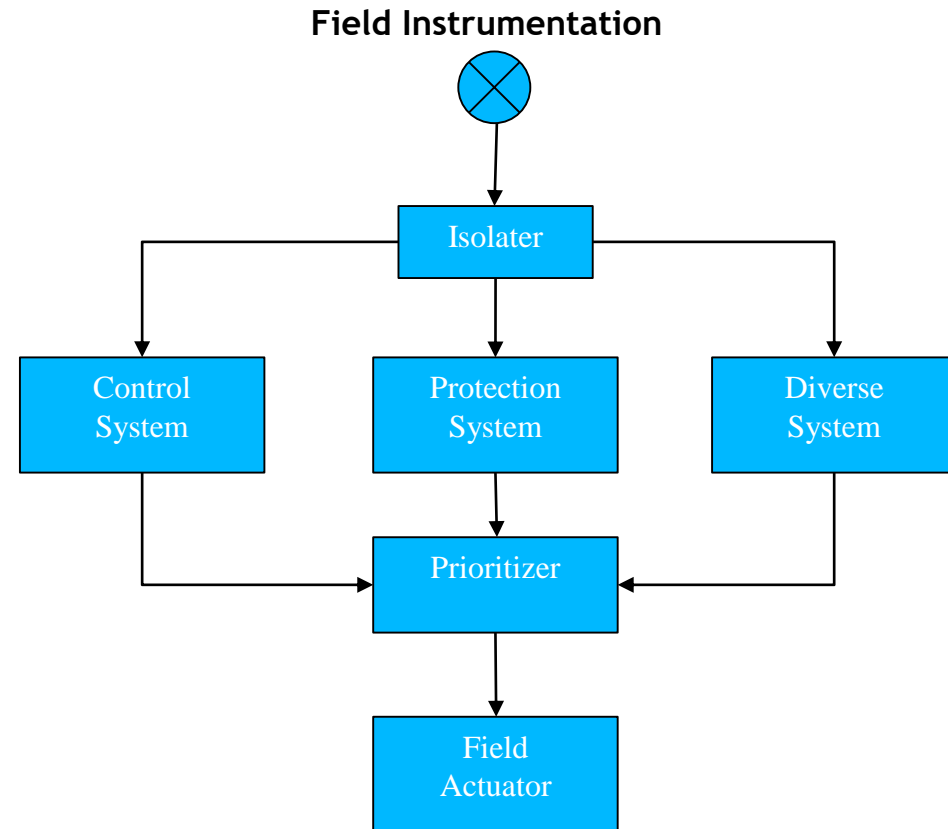 Field Instrumentation
Isolater
Control
System
Protection
System
Diverse
System
Prioritizer
Field
Actuator